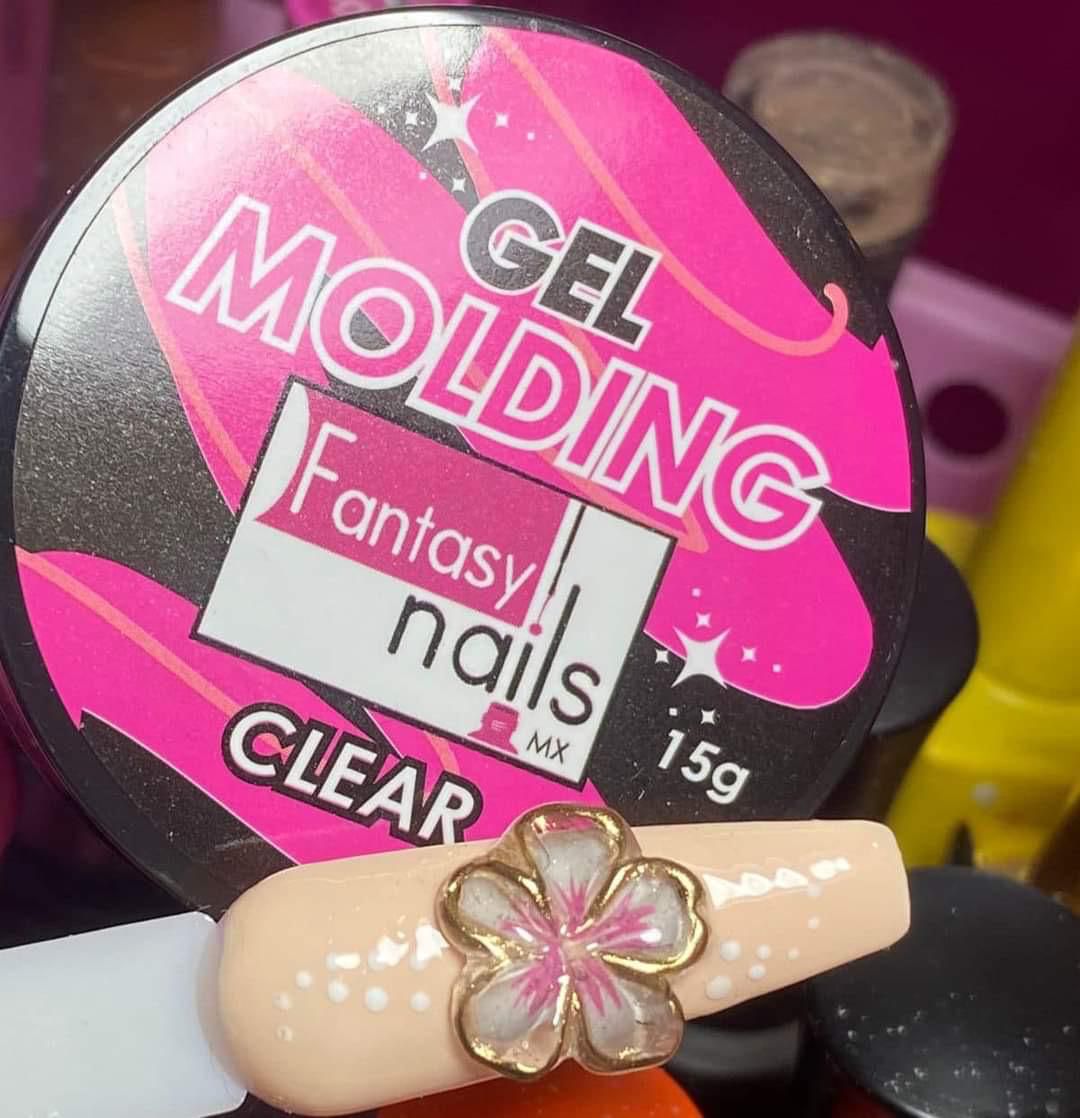 GEL
MOLDING
Fantasy
nails
MX
CLEAR
15g